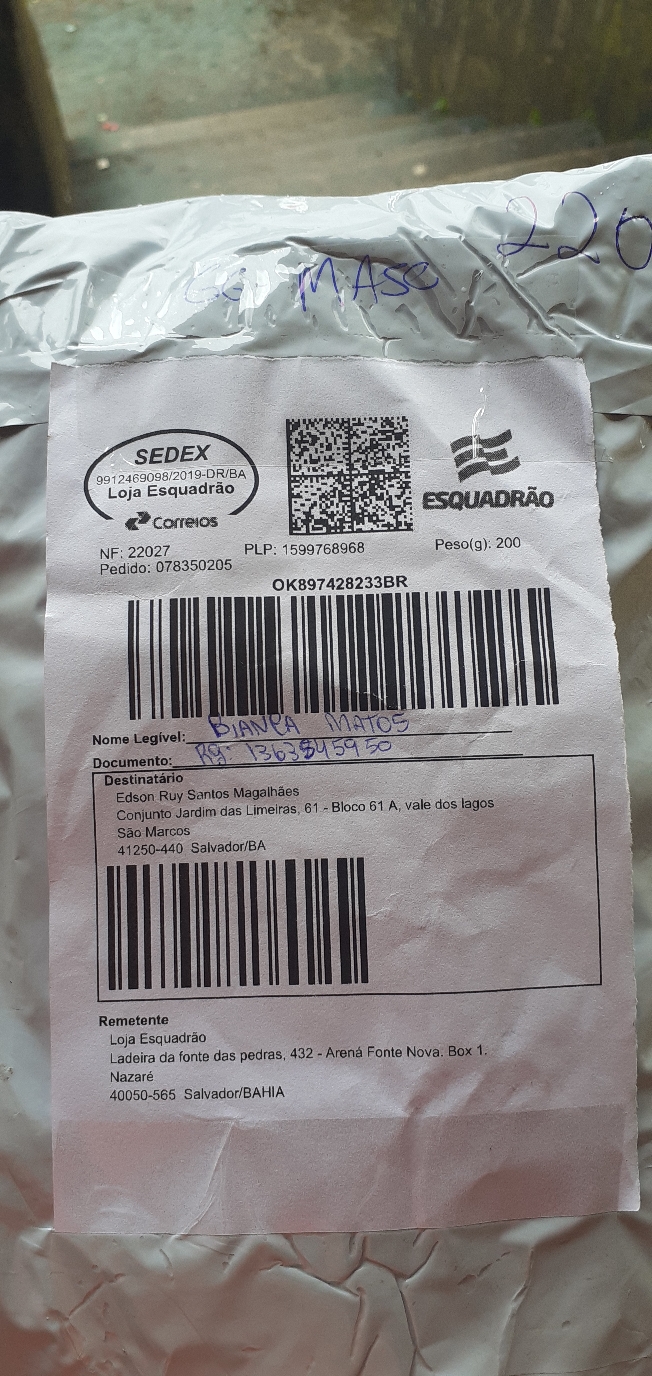 220
GG MASC
SEDEX
9912469098/2019-DR/BA
Loja Esquadrão
Correios
ESQUADRÃO
NF: 22027 PLP: 1599768968 Peso(g): 200
Pedido: 078350205
OK897428233BR
Nome Legível: BIANCA MATOS
Documento: Rg:
Destinatário
Edson Ruy Santos Magalhães
Conjunto Jardim das Limeiras, 61 - Bloco 61 A, vale dos lagos
São Marcos
41250-440 Salvador/BA
Remetente
Loja Esquadrão
Ladeira da fonte das pedras, 432 - Arena Fonte Nova. Box 1.
Nazaré
40050-565 Salvador/BAHIA